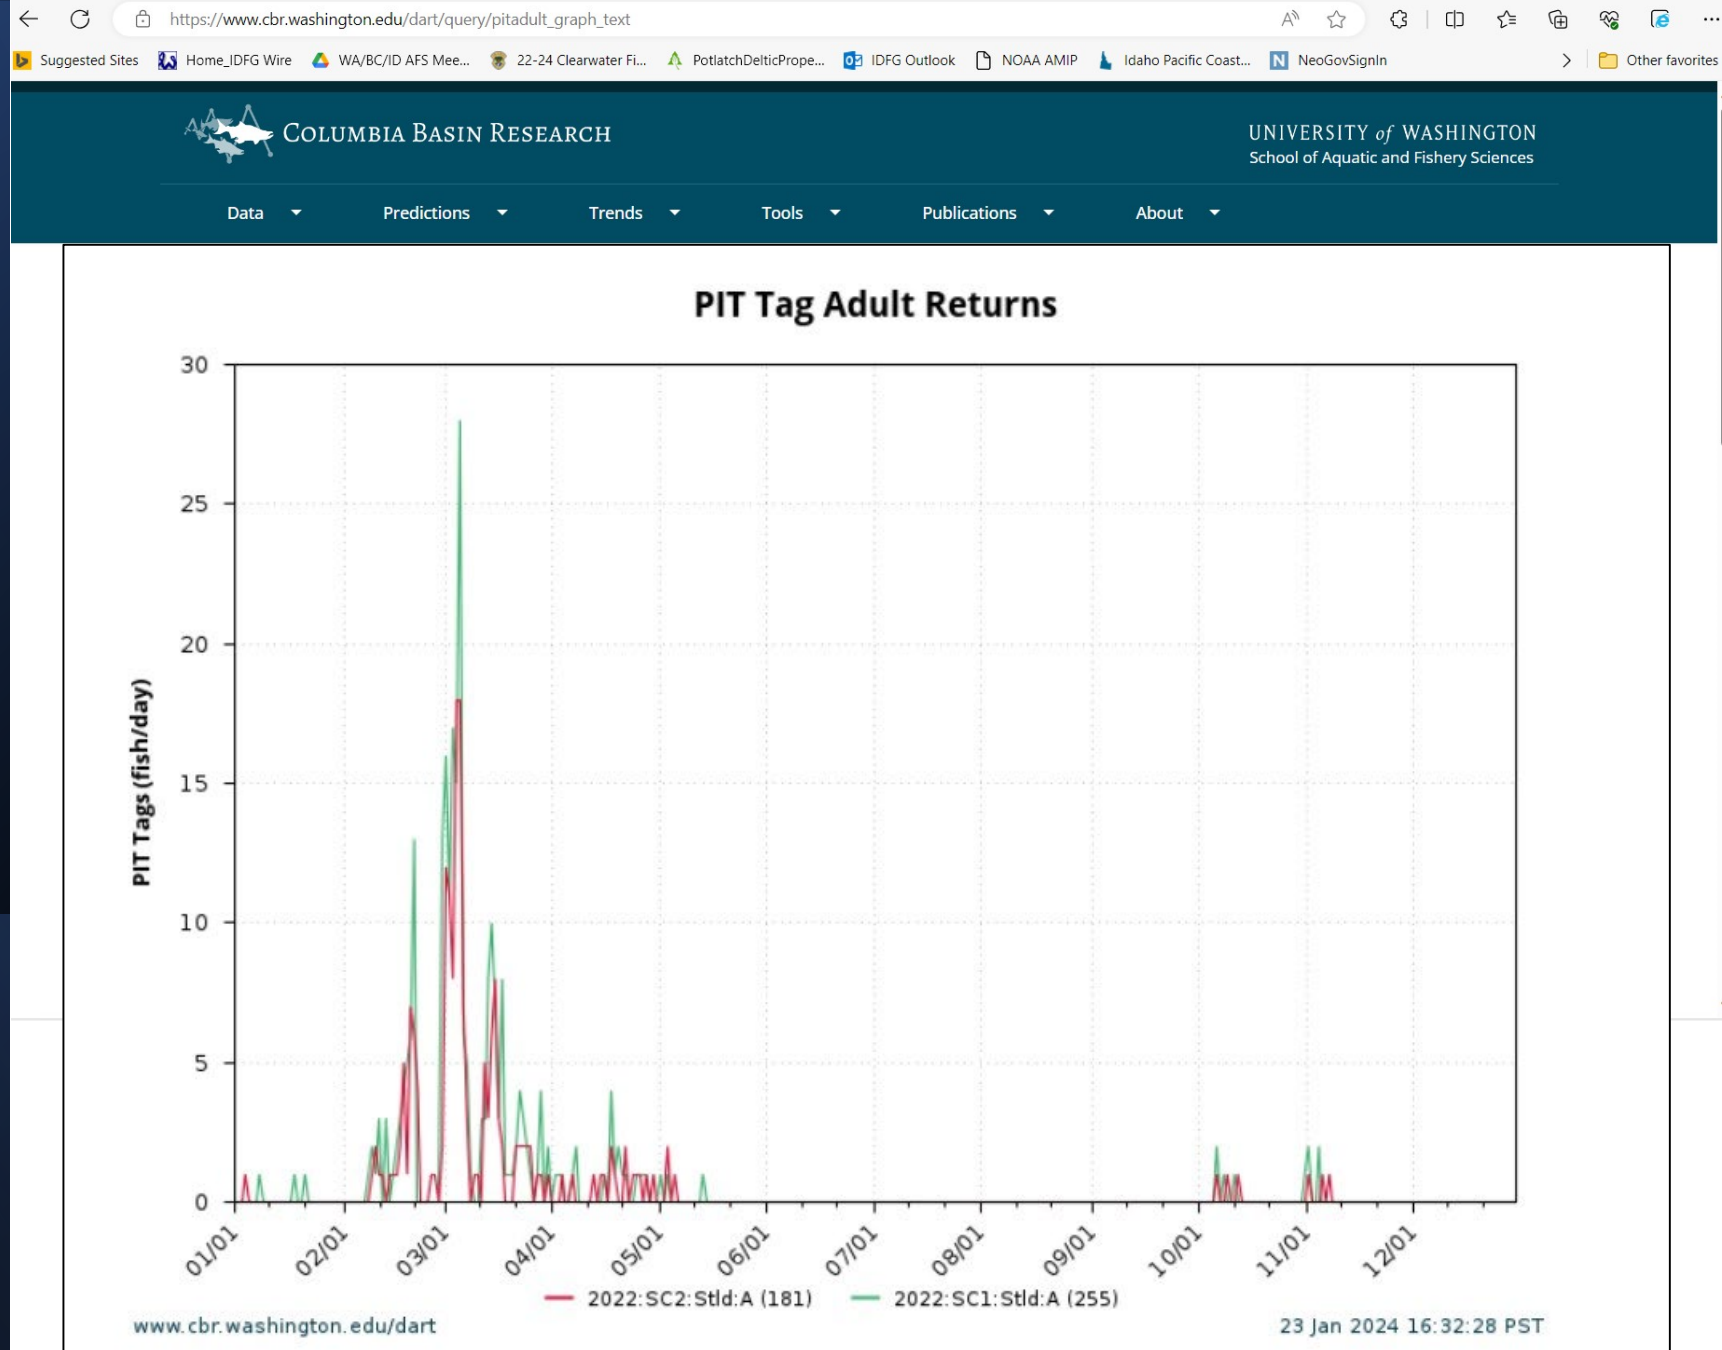 https://www.cbr.washington.edu/dart/query/pitadult_graph_text
Suggested Sites Home_IDFG Wire WA/BC/ID AFS Mee... 22-24 Clearwater Fi... PotlatchDelticPrope... IDFG Outlook NOAA AMIP Idaho Pacific Coast... NeoGovSignIn Other favorites
COLUMBIA BASIN RESEARCH
UNIVERSITY of WASHINGTON
School of Aquatic and Fishery Sciences
Data Predictions Trends Tools Publications About
PIT Tag Adult Returns
30
25
20
15
10
5
0
PIT Tags (fish/day)
01/01 02/01 03/01 04/01 05/01 06/01 07/01 08/01 09/01 10/01 11/01 12/01
2022:SC2:Stld:A (181) 2022:SC1:Stld:A (255)
www.cbr.washington.edu/dart
23 Jan 2024 16:32:28 PST